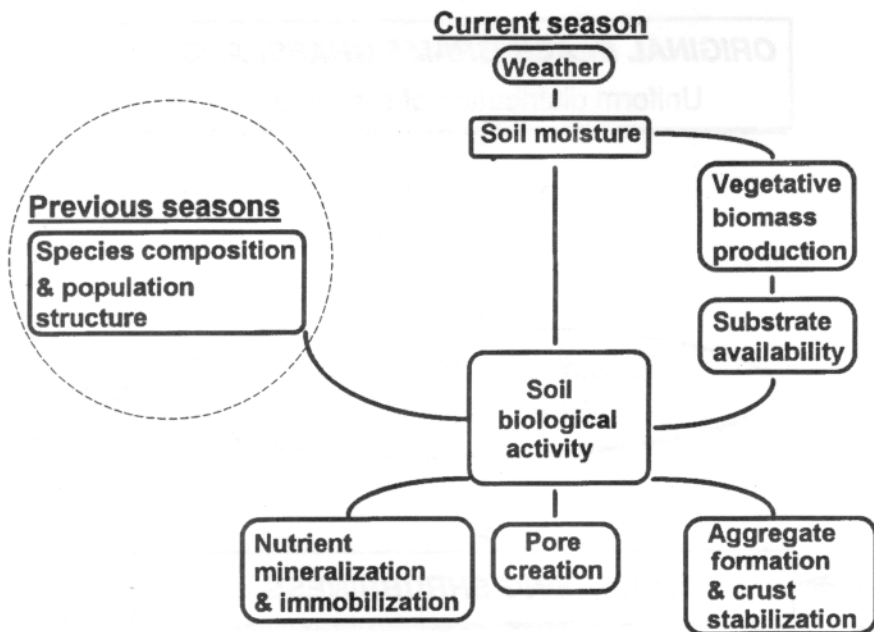 Current season
Weather
Soil moisture
Vegetative
biomass
production
Previous seasons
Species composition
& population
structure
Substrate
availability
Soil
biological
activity
Nutrient
mineralization
& immobilization
Pore
creation
Aggregate
formation
& crust
stabilization